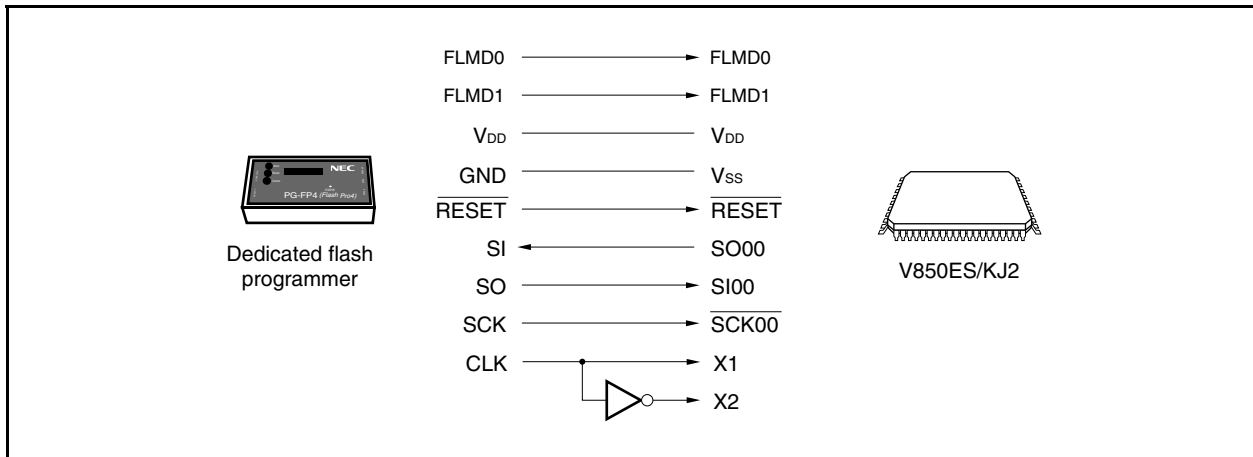 FLMD0 FLMD0
FLMD1 FLMD1
VDD VDD
GND VSS
RESET RESET
SI SO00
SO SI00
SCK SCK00
CLK X1
X2
NEC
PG-FP4 (Flash Pro4)
Dedicated flash
programmer
V850ES/KJ2